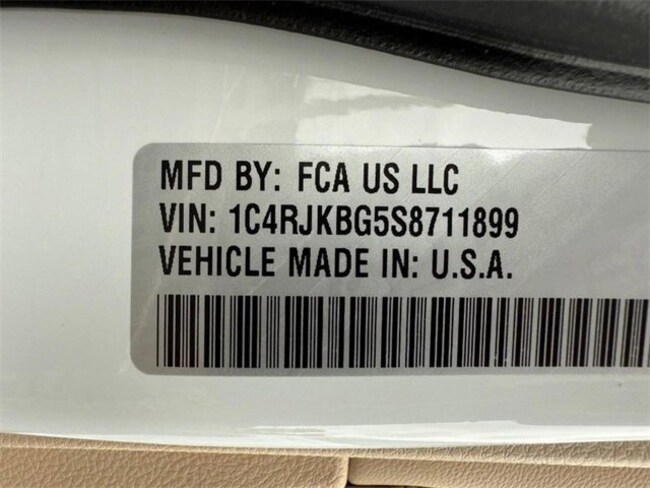 MFD BY: FCA US LLC
VIN: 1C4RJKBG5S8711899
VEHICLE MADE IN: U.S.A.